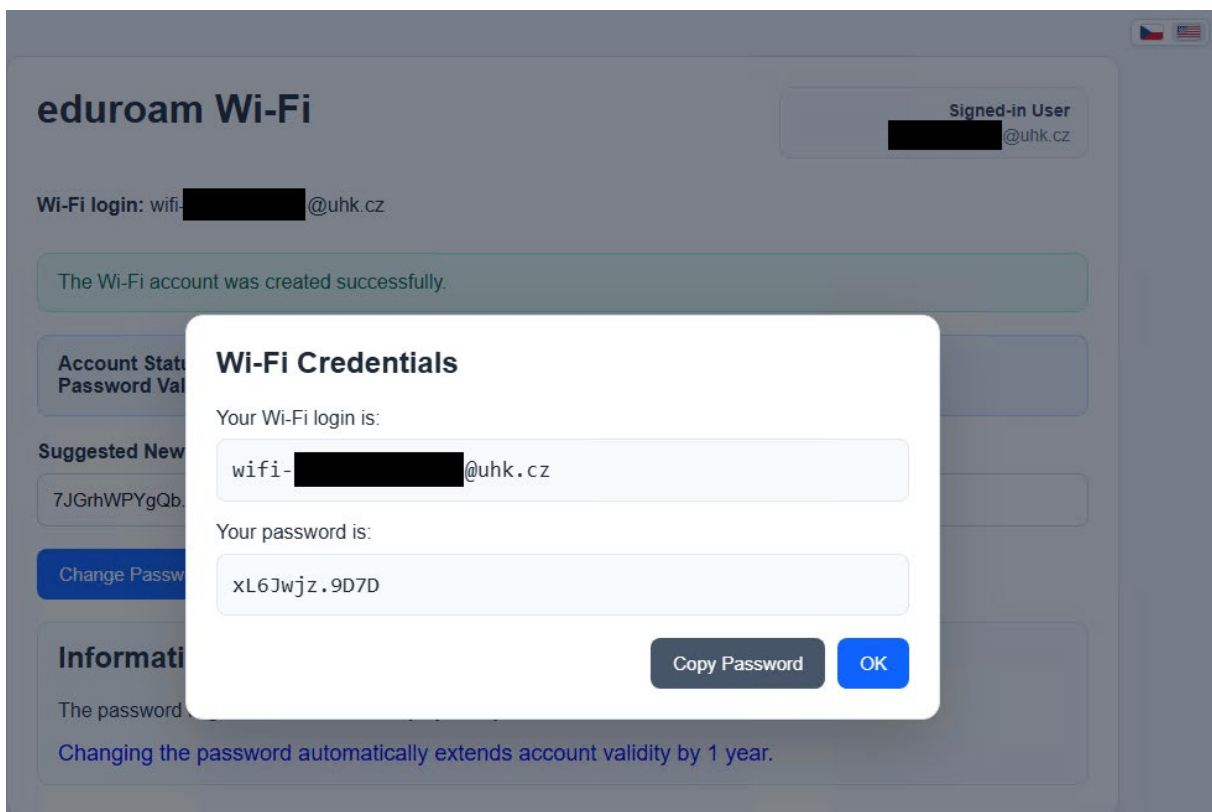 eduroam Wi-Fi
Signed-in User
@uhk.cz
Wi-Fi login: wifi- @uhk.cz
The Wi-Fi account was created successfully.
Account Statu
Password Val
Suggested New
7JGrhWPYgQb.
Change Passw
Informati
The password
Changing the password automatically extends account validity by 1 year.
Wi-Fi Credentials
Your Wi-Fi login is:
wifi- @uhk.cz
Your password is:
xL6Jwjz.9D7D
Copy Password
OK